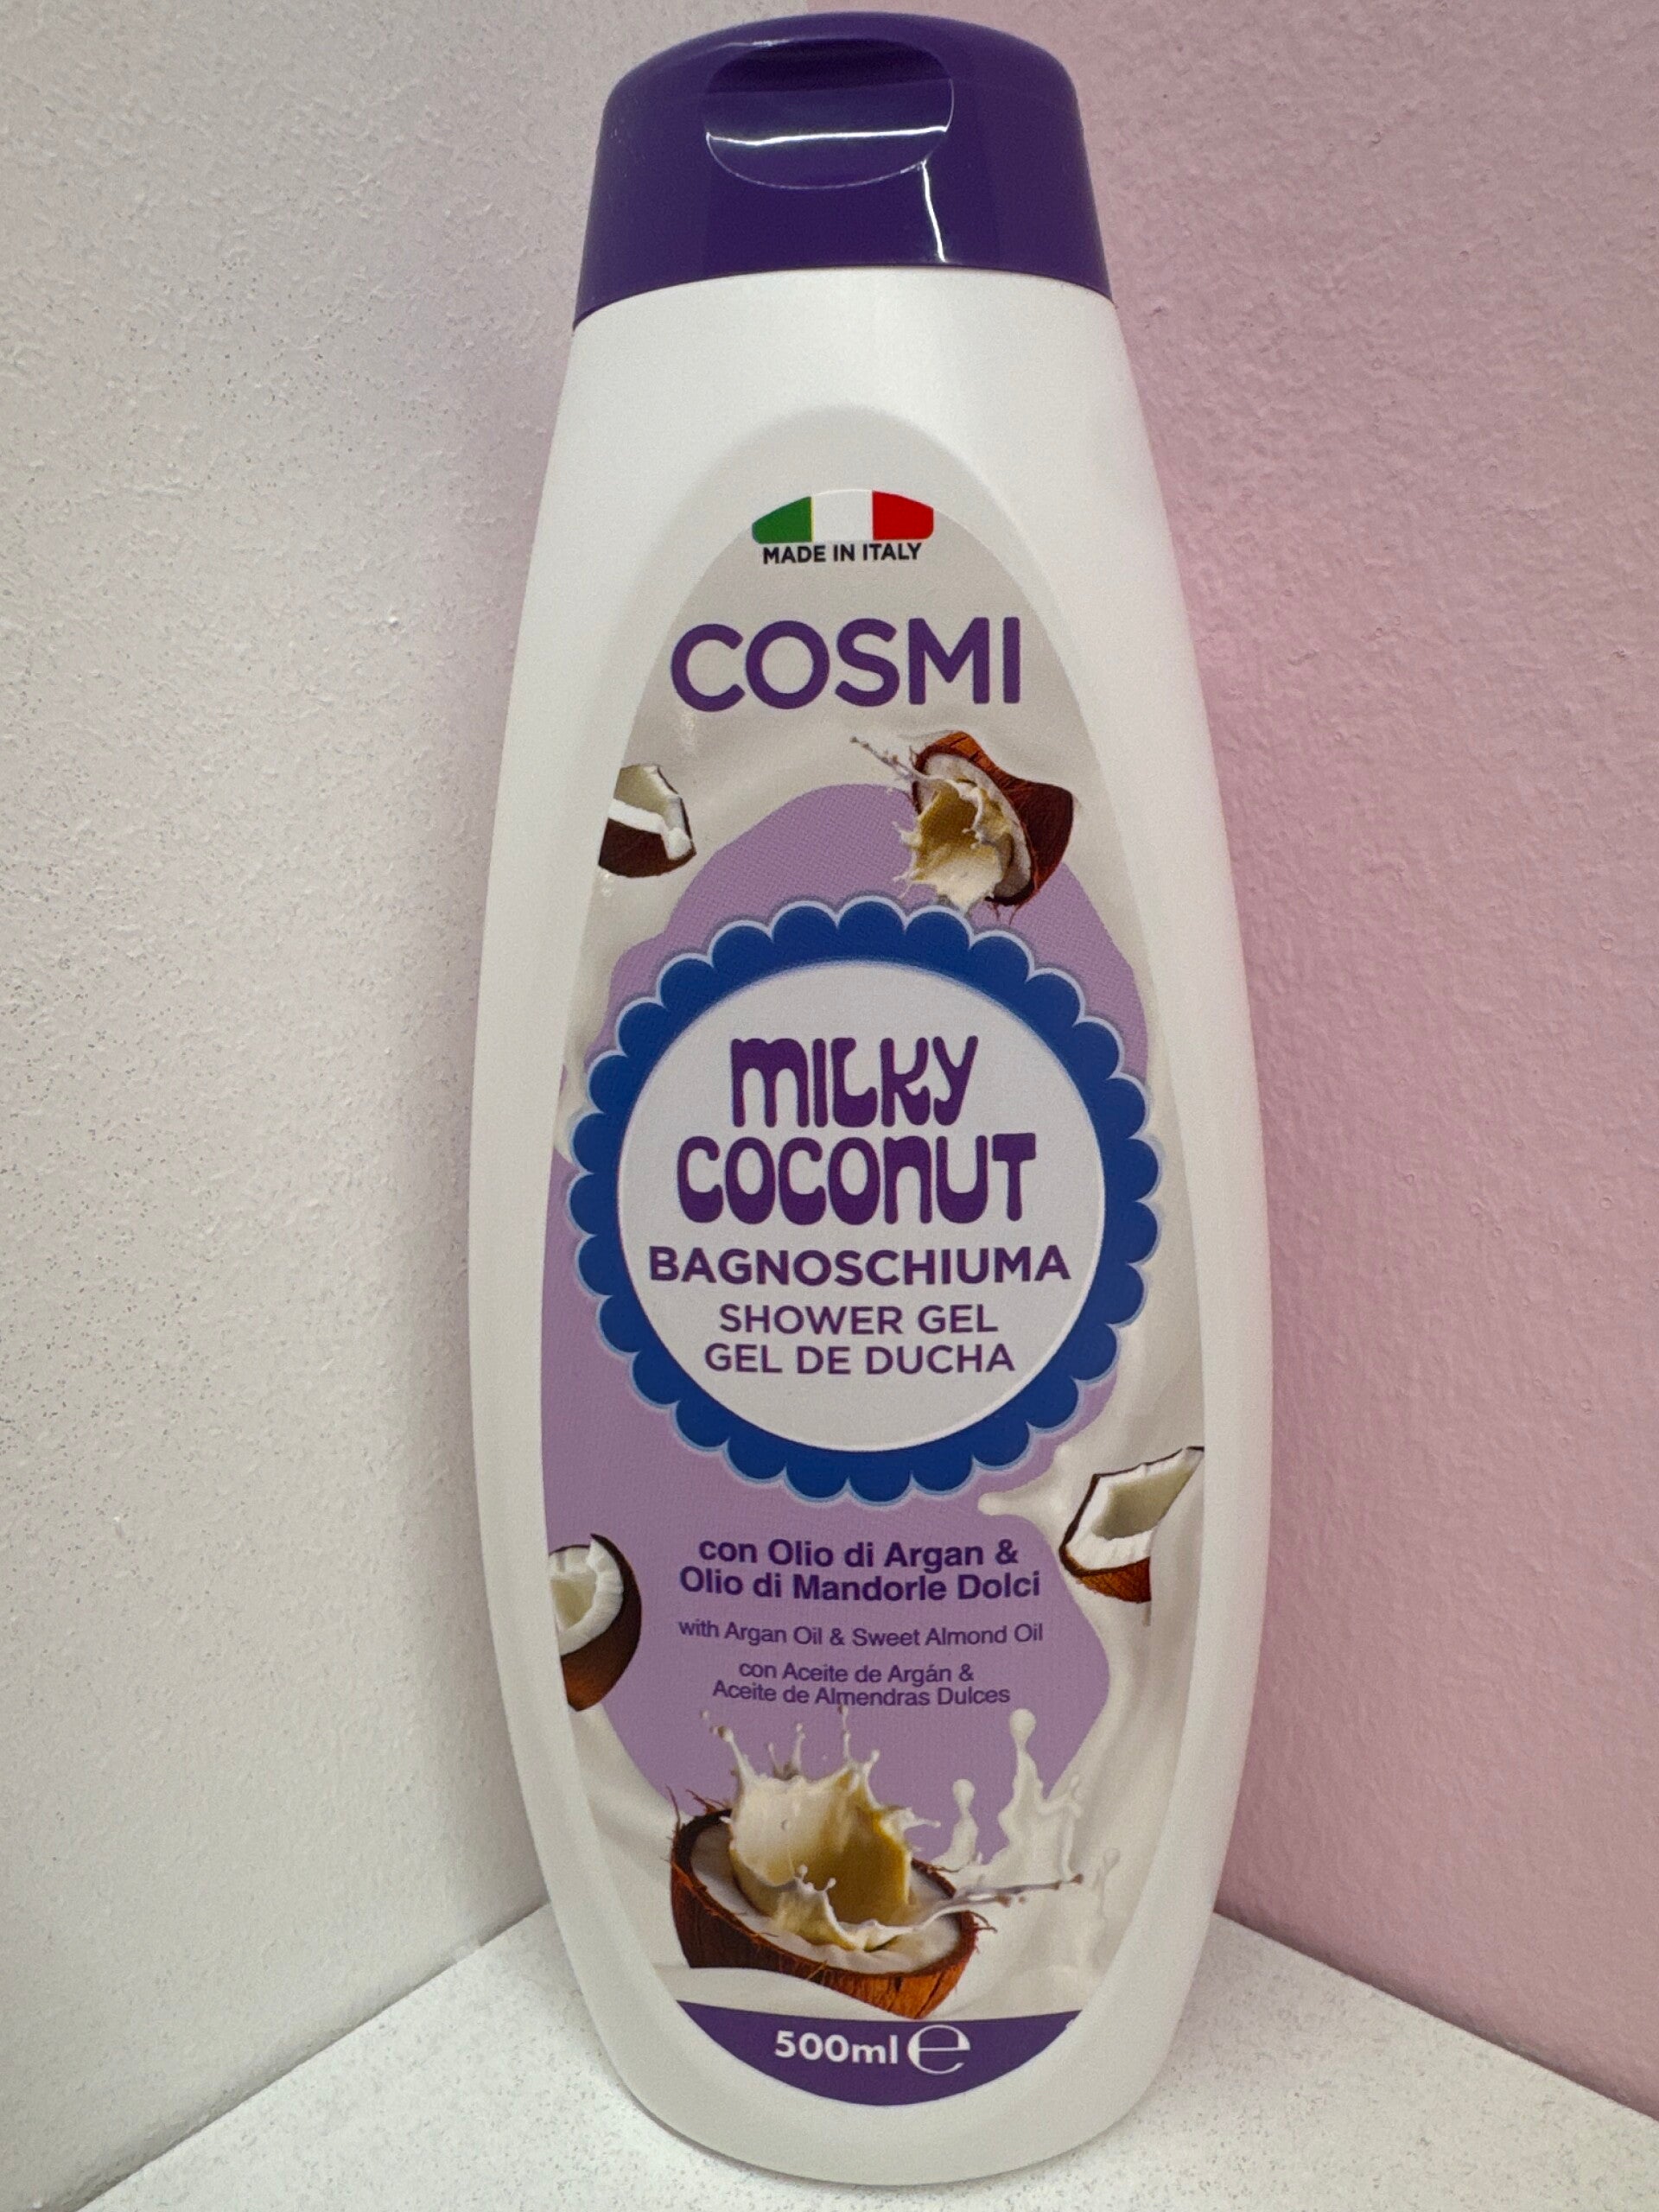 MADE IN ITALY
COSMI
MILKY
COCONUT
BAGNOSCHIUMA
SHOWER GEL
GEL DE DUCHA
con Olio di Argan &
Olio di Mandorle Dolci
with Argan Oil & Sweet Almond Oil
con Aceite de Argán &
Aceite de Almendras Dulces
500ml ℮